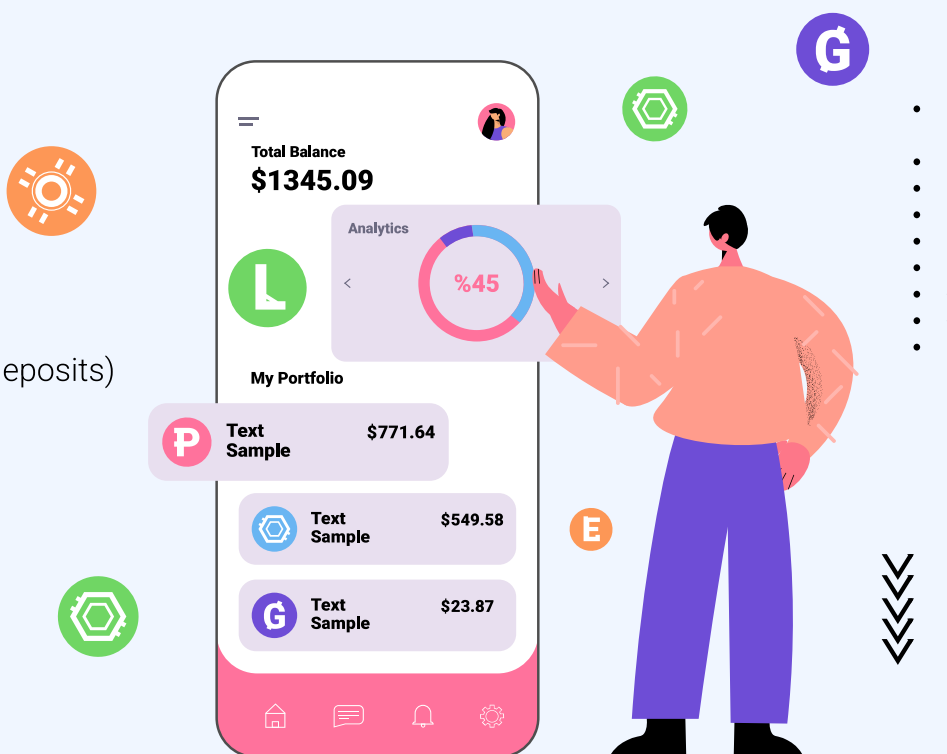 Total Balance
$1345.09
Analytics
%45
eposits)
My Portfolio
Text
Sample
$771.64
Text
Sample
$549.58
Text
Sample
$23.87
G
L
P
G
E